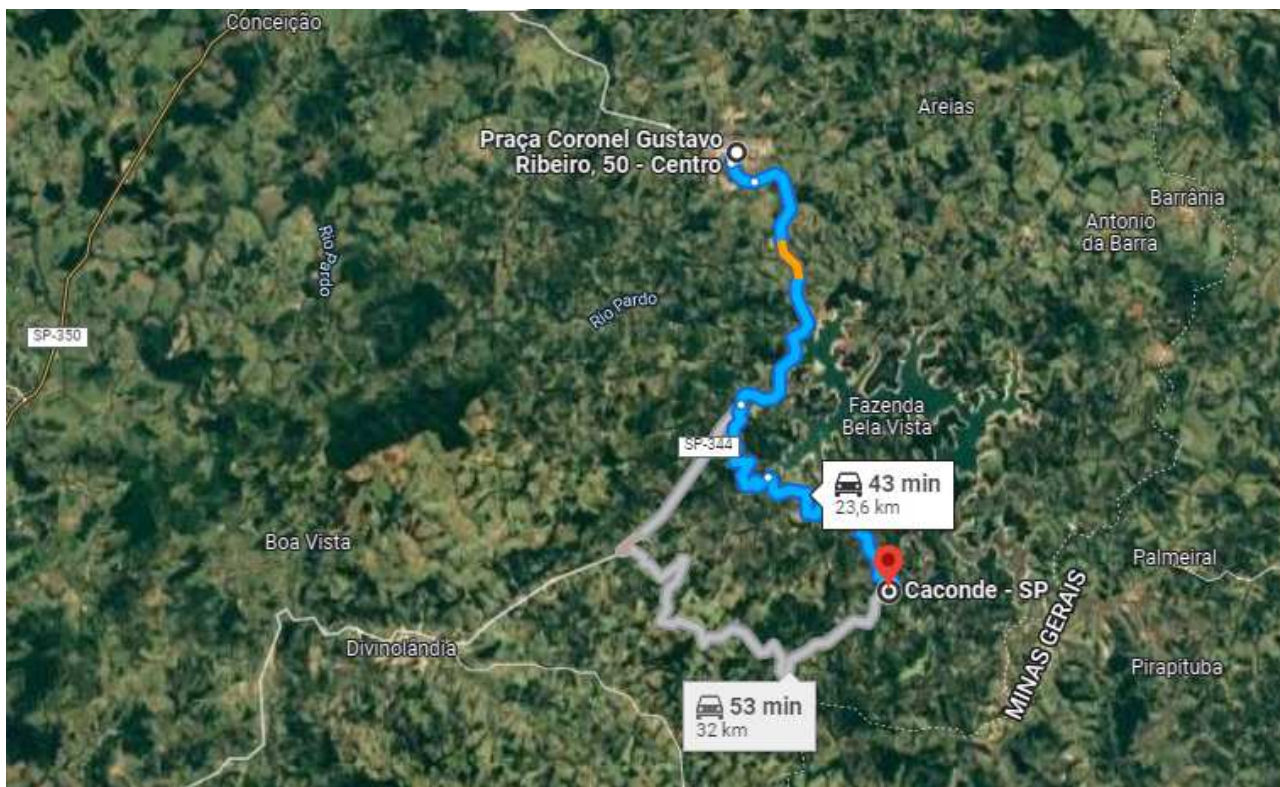 Conceição
Areias
Praça Coronel Gustavo
Ribeiro, 50 - Centro
Barrânia
Antonio
da Barra
Rio Pardo
Rio Pardo
SP-350
Fazenda
Bela Vista
SP-344
43 min
23,6 km
Boa Vista
Palmeiral
Caconde - SP
MINAS GERAIS
Divinolândia
Pirapituba
53 min
32 km